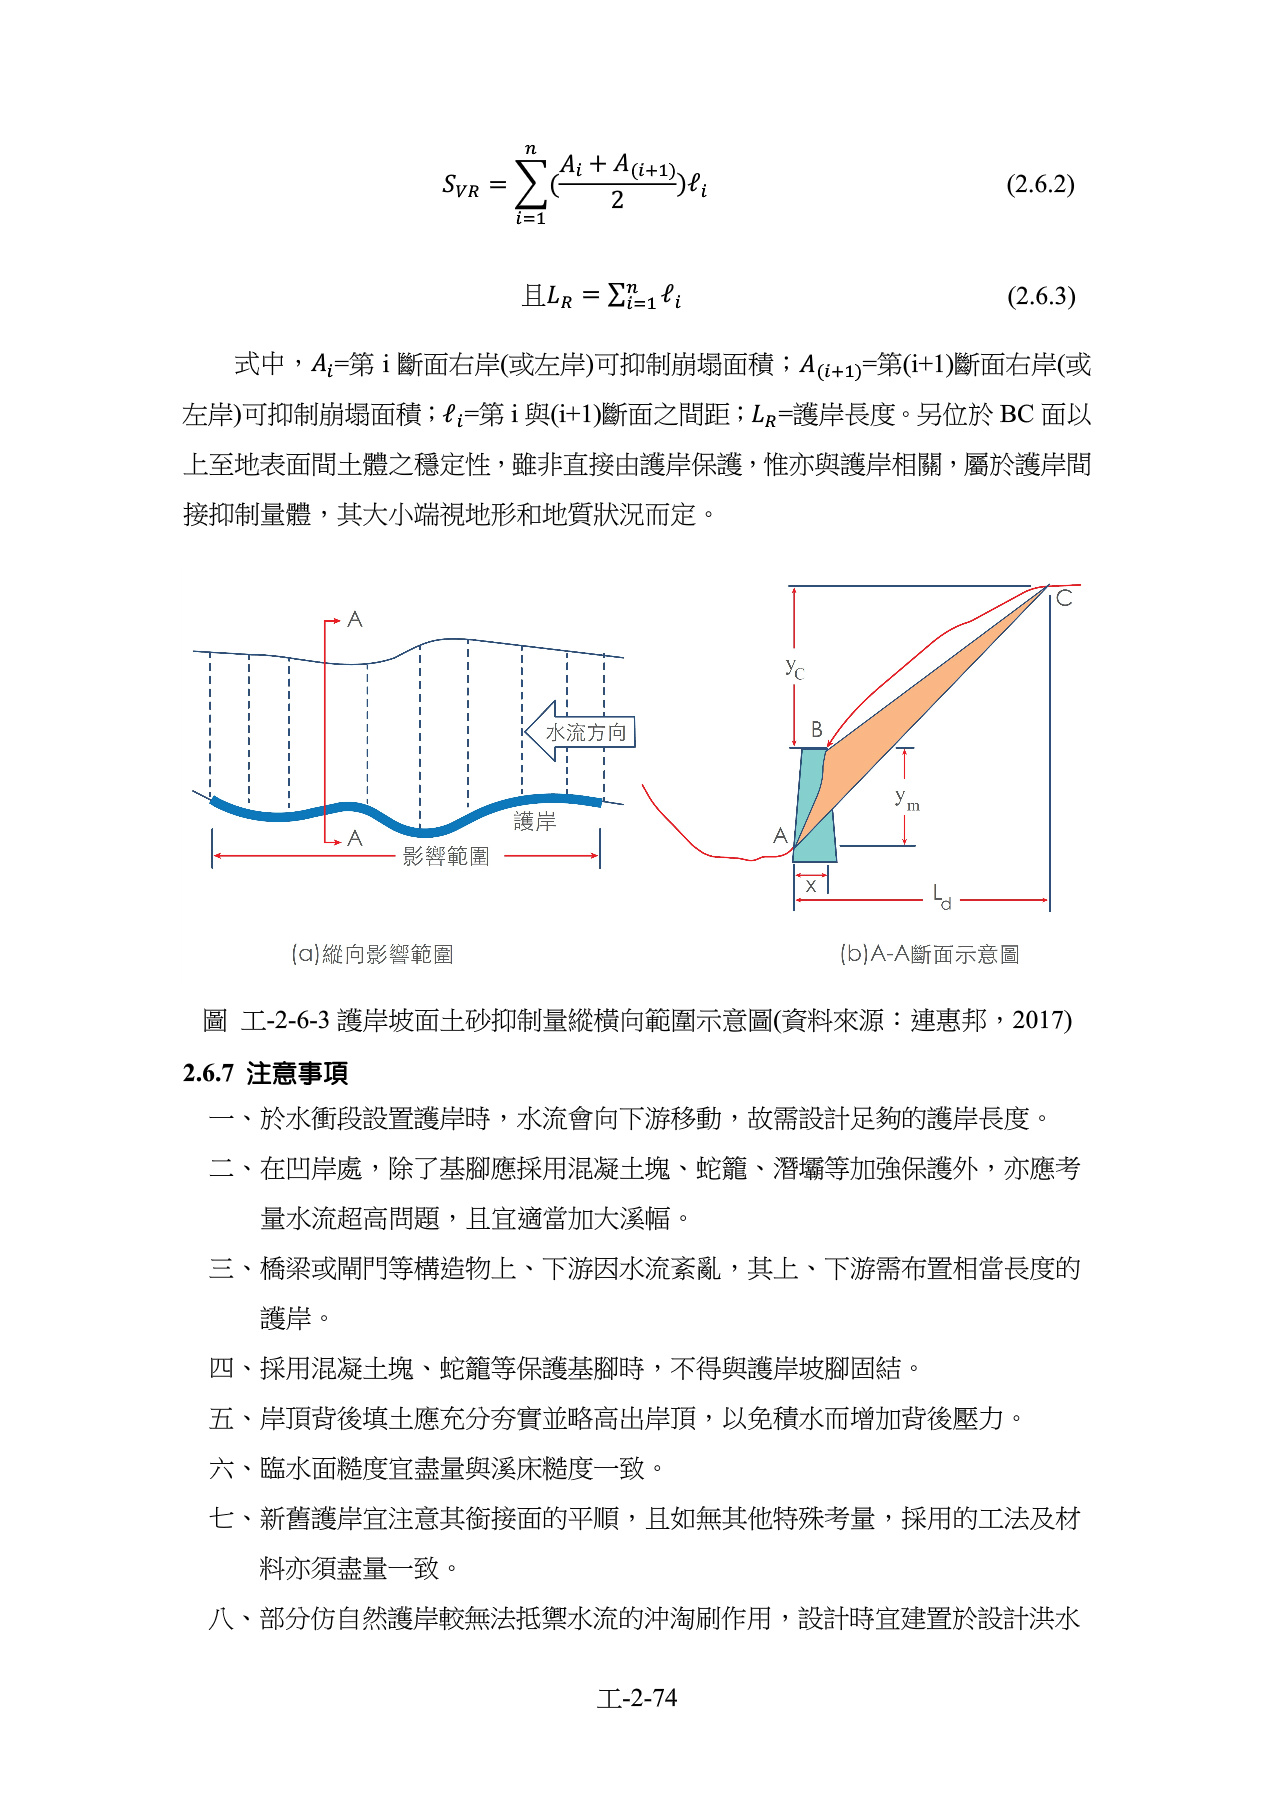 S_VR = ∑_{i=1}^{n} ((A_i + A_(i+1))/2)ℓ_i (2.6.2)
且L_R = ∑_{i=1}^{n} ℓ_i (2.6.3)
式中，A_i=第 i 斷面右岸(或左岸)可抑制崩塌面積；A_(i+1)=第(i+1)斷面右岸(或
左岸)可抑制崩塌面積；ℓ_i=第 i 與(i+1)斷面之間距；L_R=護岸長度。另位於 BC 面以
上至地表面間土體之穩定性，雖非直接由護岸保護，惟亦與護岸相關，屬於護岸間
接抑制量體，其大小端視地形和地質狀況而定。
A
水流方向
護岸
A
影響範圍
(a)縱向影響範圍
C
y_C
B
y_m
A
x
L_d
(b)A-A斷面示意圖
圖 工-2-6-3 護岸坡面土砂抑制量縱橫向範圍示意圖(資料來源：連惠邦，2017)
2.6.7 注意事項
一、於水衝段設置護岸時，水流會向下游移動，故需設計足夠的護岸長度。
二、在凹岸處，除了基腳應採用混凝土塊、蛇籠、潛壩等加強保護外，亦應考
量水流超高問題，且宜適當加大溪幅。
三、橋梁或閘門等構造物上、下游因水流紊亂，其上、下游需布置相當長度的
護岸。
四、採用混凝土塊、蛇籠等保護基腳時，不得與護岸坡腳固結。
五、岸頂背後填土應充分夯實並略高出岸頂，以免積水而增加背後壓力。
六、臨水面糙度宜盡量與溪床糙度一致。
七、新舊護岸宜注意其銜接面的平順，且如無其他特殊考量，採用的工法及材
料亦須盡量一致。
八、部分仿自然護岸較無法抵禦水流的沖淘刷作用，設計時宜建置於設計洪水
工-2-74